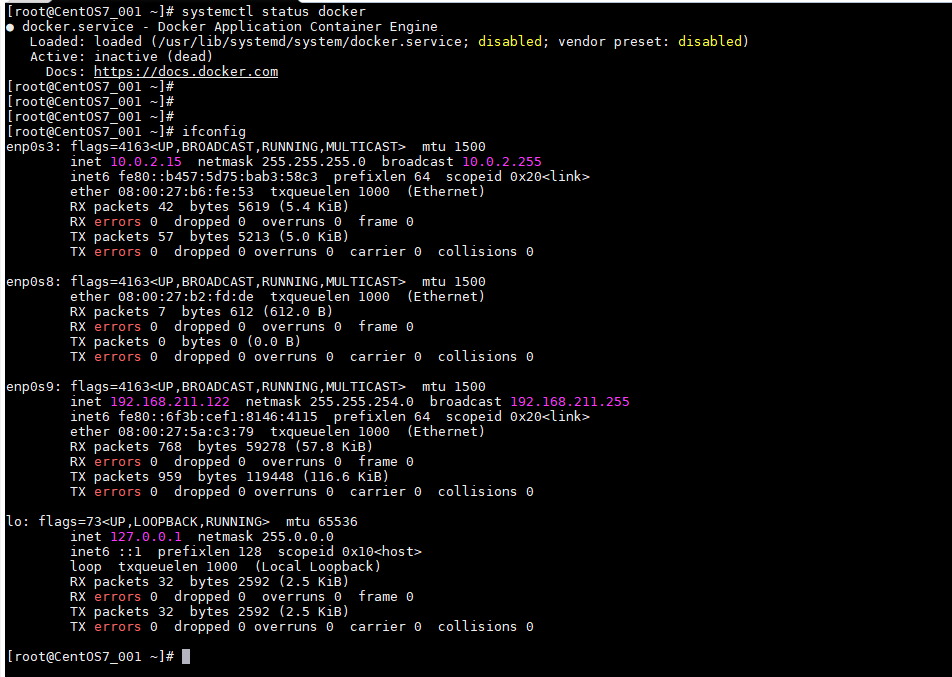 [root@CentOS7_001 ~]# systemctl status docker
● docker.service - Docker Application Container Engine
   Loaded: loaded (/usr/lib/systemd/system/docker.service; disabled; vendor preset: disabled)
   Active: inactive (dead)
     Docs: https://docs.docker.com
[root@CentOS7_001 ~]#
[root@CentOS7_001 ~]#
[root@CentOS7_001 ~]#
[root@CentOS7_001 ~]# ifconfig
enp0s3: flags=4163<UP,BROADCAST,RUNNING,MULTICAST>  mtu 1500
        inet 10.0.2.15  netmask 255.255.255.0  broadcast 10.0.2.255
        inet6 fe80::b457:5d75:bab3:58c3  prefixlen 64  scopeid 0x20<link>
        ether 08:00:27:b6:fe:53  txqueuelen 1000  (Ethernet)
        RX packets 42  bytes 5619 (5.4 KiB)
        RX errors 0  dropped 0  overruns 0  frame 0
        TX packets 57  bytes 5213 (5.0 KiB)
        TX errors 0  dropped 0 overruns 0  carrier 0  collisions 0

enp0s8: flags=4163<UP,BROADCAST,RUNNING,MULTICAST>  mtu 1500
        ether 08:00:27:b2:fd:de  txqueuelen 1000  (Ethernet)
        RX packets 7  bytes 612 (612.0 B)
        RX errors 0  dropped 0  overruns 0  frame 0
        TX packets 0  bytes 0 (0.0 B)
        TX errors 0  dropped 0 overruns 0  carrier 0  collisions 0

enp0s9: flags=4163<UP,BROADCAST,RUNNING,MULTICAST>  mtu 1500
        inet 192.168.211.122  netmask 255.255.254.0  broadcast 192.168.211.255
        inet6 fe80::6f3b:cef1:8146:4115  prefixlen 64  scopeid 0x20<link>
        ether 08:00:27:5a:c3:79  txqueuelen 1000  (Ethernet)
        RX packets 768  bytes 59278 (57.8 KiB)
        RX errors 0  dropped 0  overruns 0  frame 0
        TX packets 959  bytes 119448 (116.6 KiB)
        TX errors 0  dropped 0 overruns 0  carrier 0  collisions 0

lo: flags=73<UP,LOOPBACK,RUNNING>  mtu 65536
        inet 127.0.0.1  netmask 255.0.0.0
        inet6 ::1  prefixlen 128  scopeid 0x10<host>
        loop  txqueuelen 1000  (Local Loopback)
        RX packets 32  bytes 2592 (2.5 KiB)
        RX errors 0  dropped 0  overruns 0  frame 0
        TX packets 32  bytes 2592 (2.5 KiB)
        TX errors 0  dropped 0 overruns 0  carrier 0  collisions 0

[root@CentOS7_001 ~]#